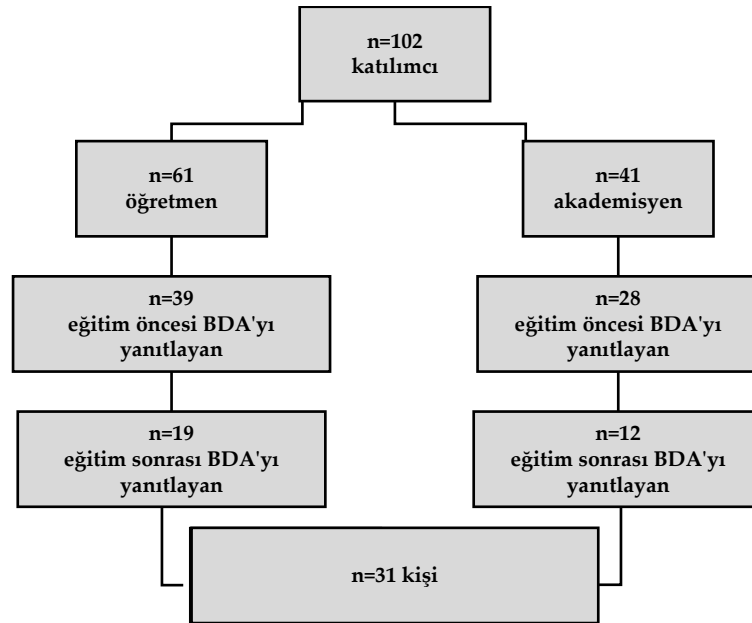 n=102
katılımcı
n=61
öğretmen
n=41
akademisyen
n=39
eğitim öncesi BDA'yı
yanıtlayan
n=28
eğitim öncesi BDA'yı
yanıtlayan
n=19
eğitim sonrası BDA'yı
yanıtlayan
n=12
eğitim sonrası BDA'yı
yanıtlayan
n=31 kişi